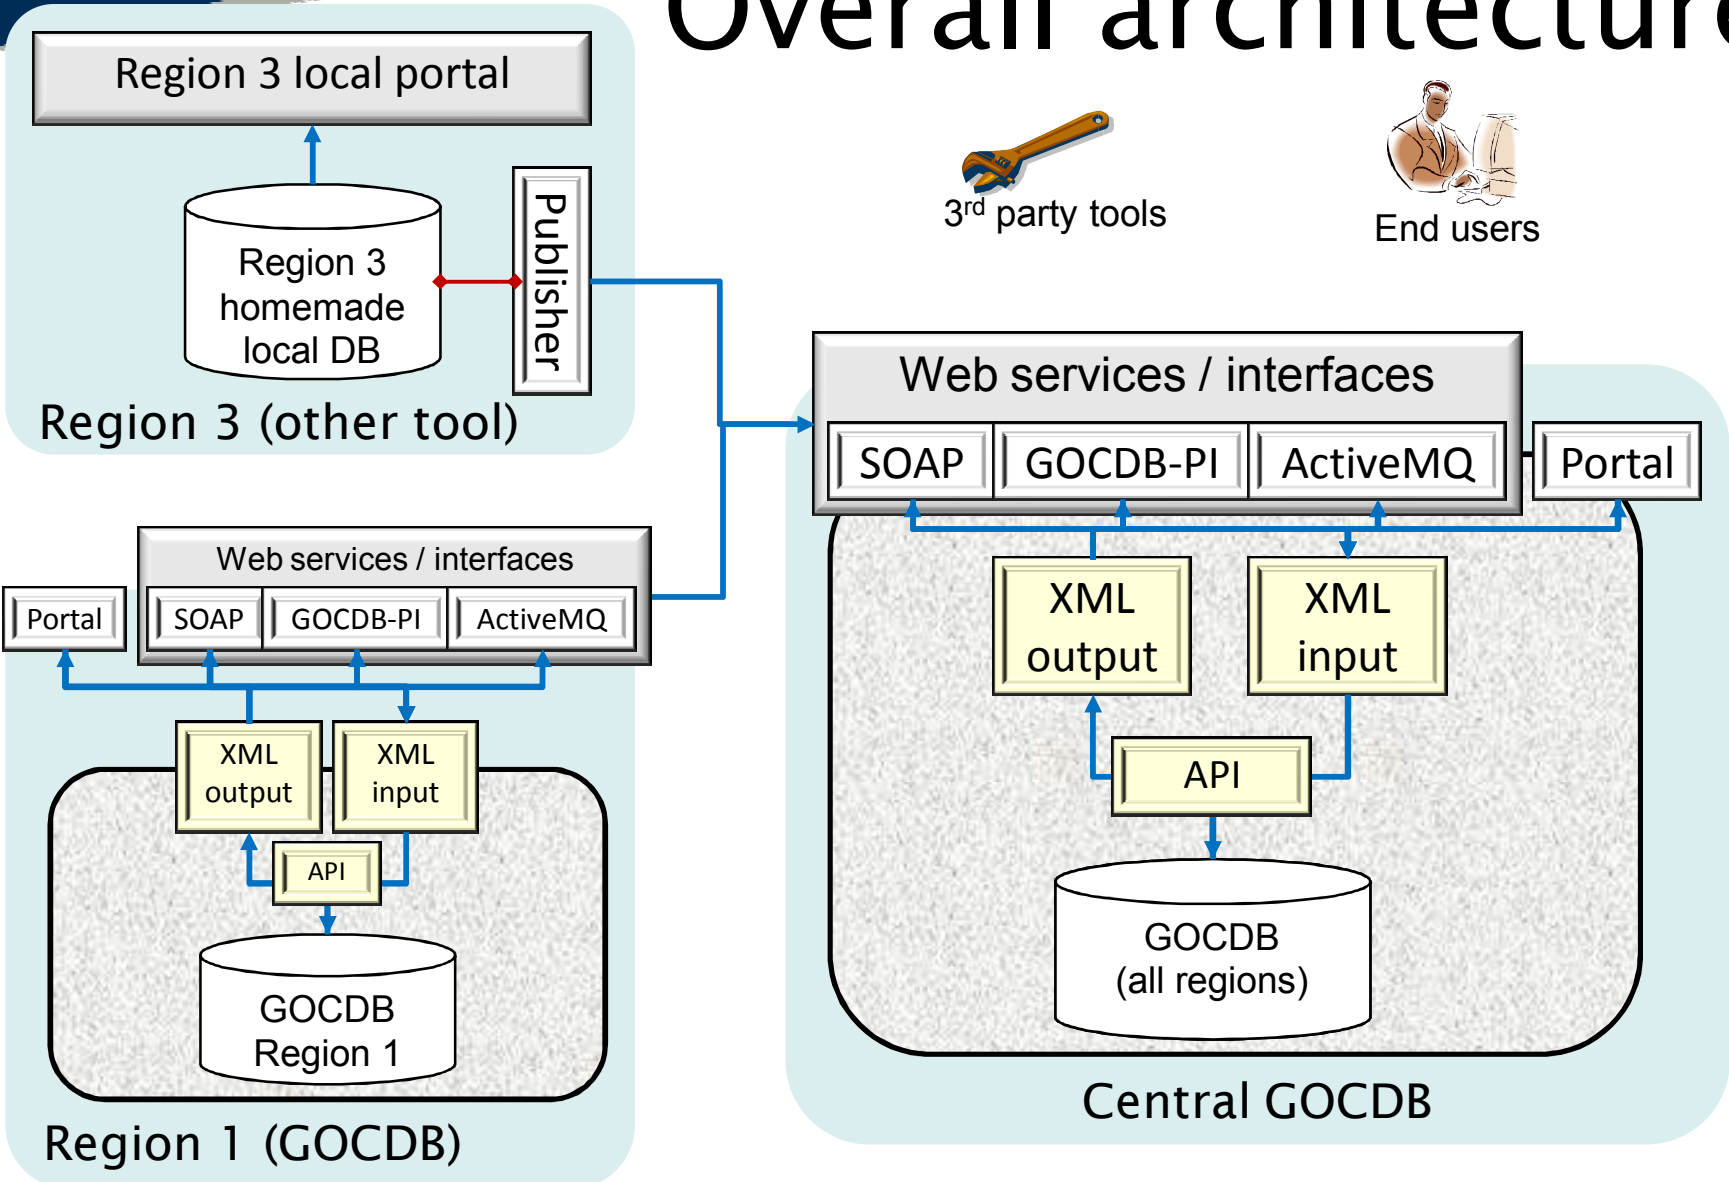 Overall architecture
Region 3 local portal
Region 3
homemade
local DB
Publisher
Region 3 (other tool)
3rd party tools
End users
Web services / interfaces
SOAP
GOCDB-PI
ActiveMQ
Portal
XML
output
XML
input
API
GOCDB
(all regions)
Central GOCDB
Web services / interfaces
Portal
SOAP
GOCDB-PI
ActiveMQ
XML
output
XML
input
API
GOCDB
Region 1
Region 1 (GOCDB)